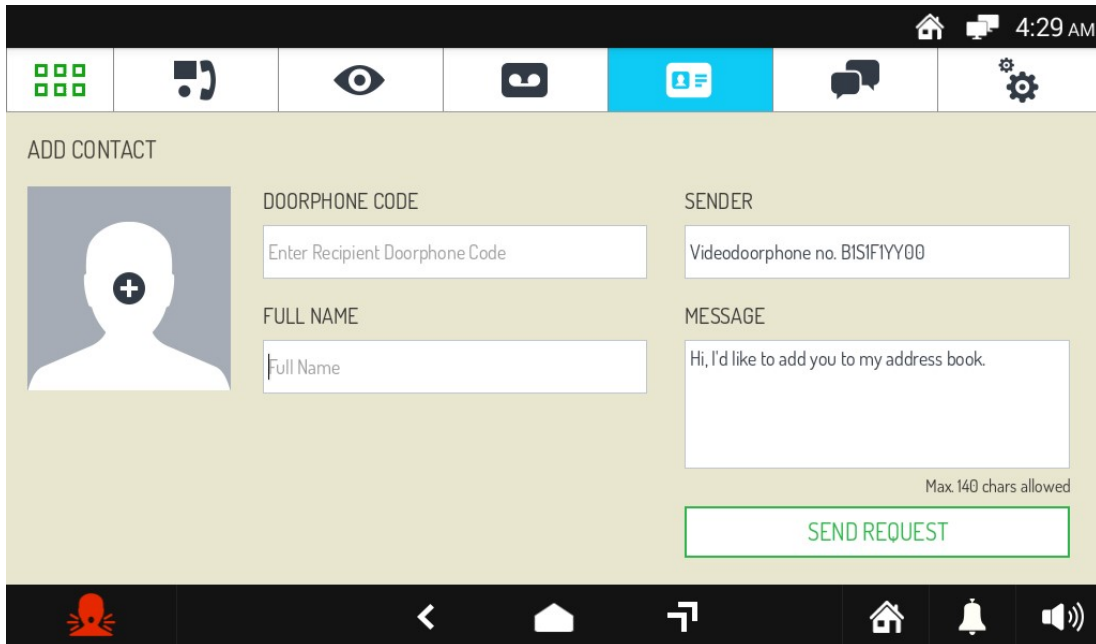 4:29 AM
ADD CONTACT
DOORPHONE CODE
Enter Recipient Doorphone Code
FULL NAME
Full Name
SENDER
Videodoorphone no. B1S1F1YY00
MESSAGE
Hi, I'd like to add you to my address book.
Max. 140 chars allowed
SEND REQUEST